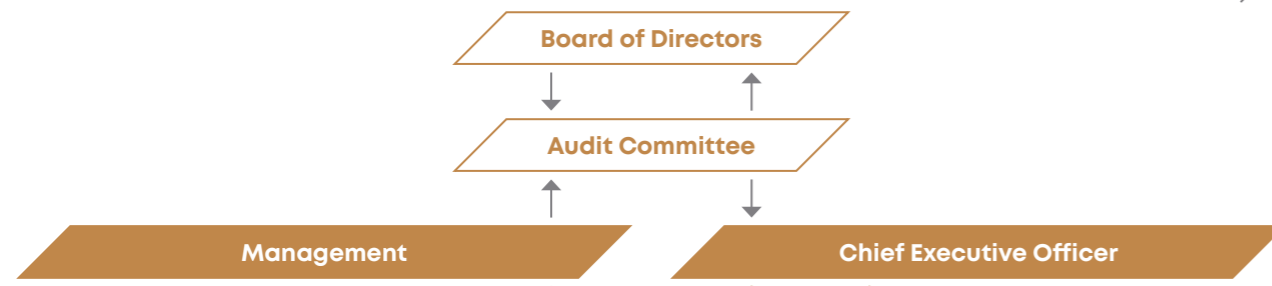 Board of Directors
Audit Committee
Management
Chief Executive Officer